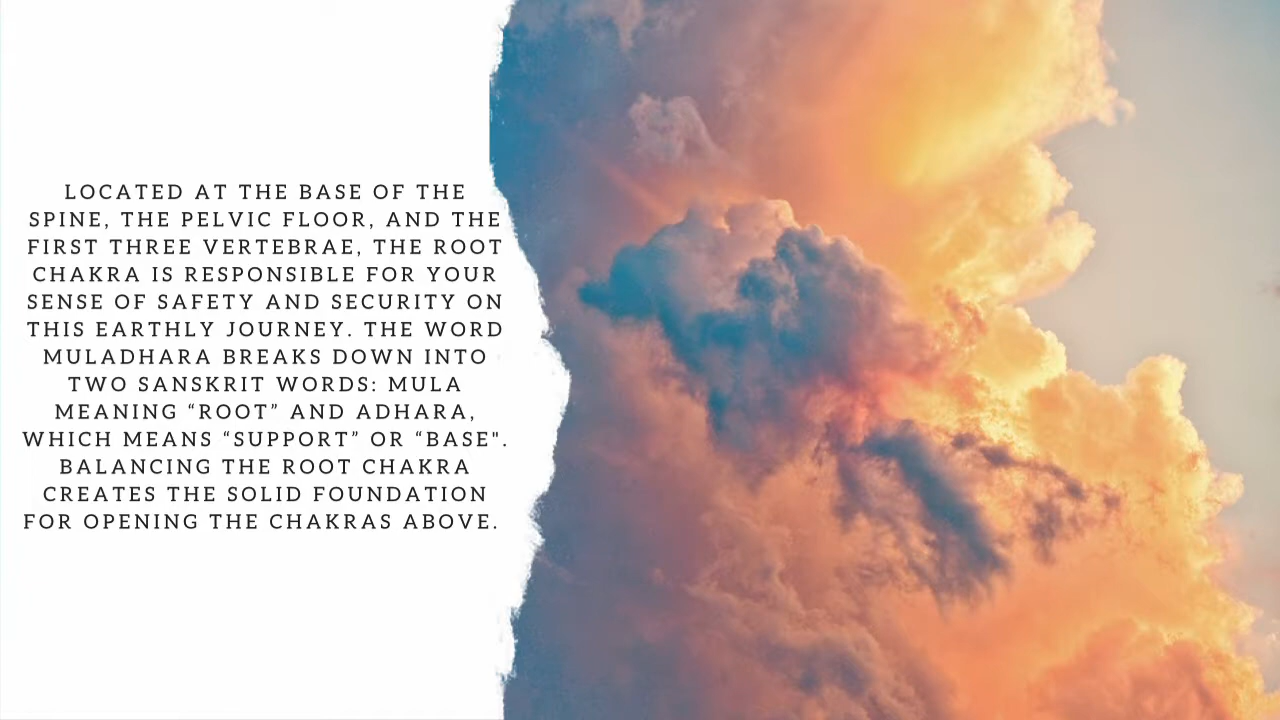 LOCATED AT THE BASE OF THE
SPINE, THE PELVIC FLOOR, AND THE
FIRST THREE VERTEBRAE, THE ROOT
CHAKRA IS RESPONSIBLE FOR YOUR
SENSE OF SAFETY AND SECURITY ON
THIS EARTHLY JOURNEY. THE WORD
MULADHARA BREAKS DOWN INTO
TWO SANSKRIT WORDS: MULA
MEANING “ROOT” AND ADHARA,
WHICH MEANS “SUPPORT” OR “BASE".
BALANCING THE ROOT CHAKRA
CREATES THE SOLID FOUNDATION
FOR OPENING THE CHAKRAS ABOVE.